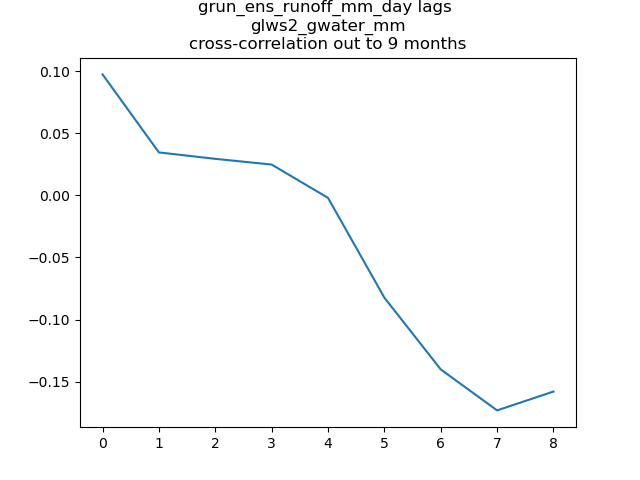 grun_ens_runoff_mm_day lags
glws2_gwater_mm
cross-correlation out to 9 months
0.10
0.05
0.00
−0.05
−0.10
−0.15
0 1 2 3 4 5 6 7 8